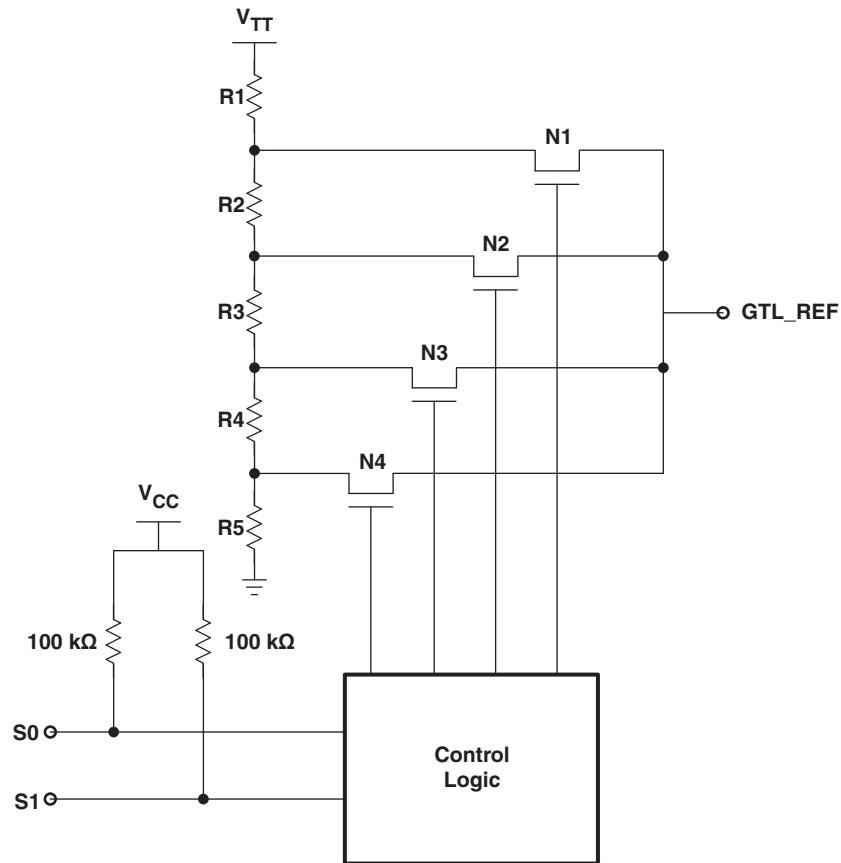 VTT
R1
N1
R2
N2
R3
GTL_REF
N3
R4
N4
VCC
R5
100 kΩ
100 kΩ
S0
Control
Logic
S1